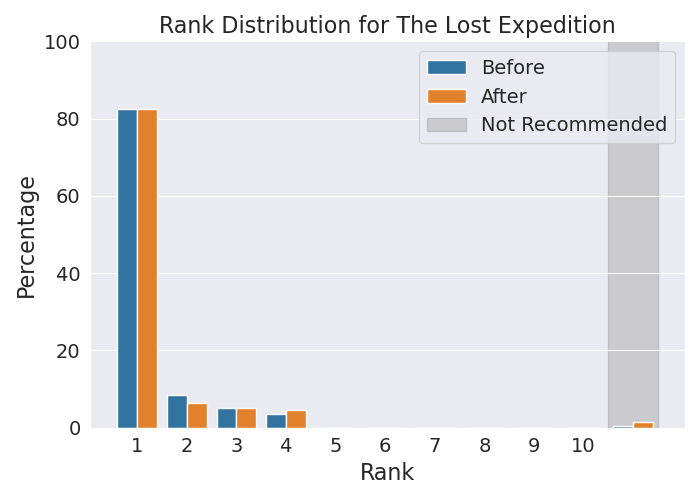 Rank Distribution for The Lost Expedition
100
80
60
40
20
0
Percentage
Before
After
Not Recommended
1 2 3 4 5 6 7 8 9 10
Rank